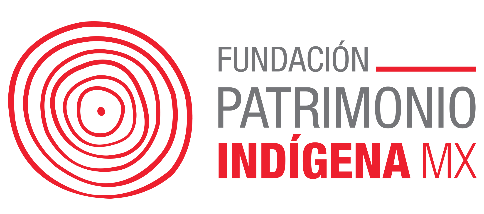 FUNDACIÓN
PATRIMONIO
INDÍGENA MX